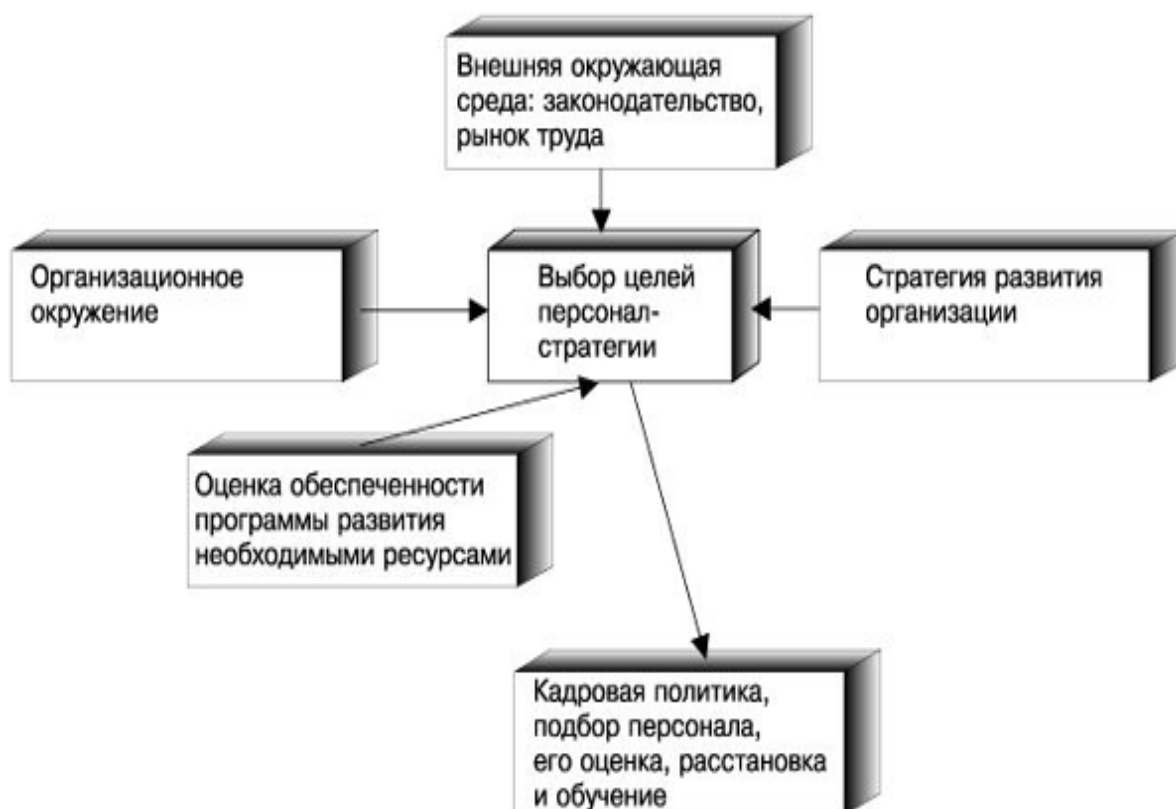 Внешняя окружающая
среда: законодательство,
рынок труда
Организационное
окружение
Выбор целей
персонал-
стратегии
Стратегия развития
организации
Оценка обеспеченности
программы развития
необходимыми ресурсами
Кадровая политика,
подбор персонала,
его оценка, расстановка
и обучение